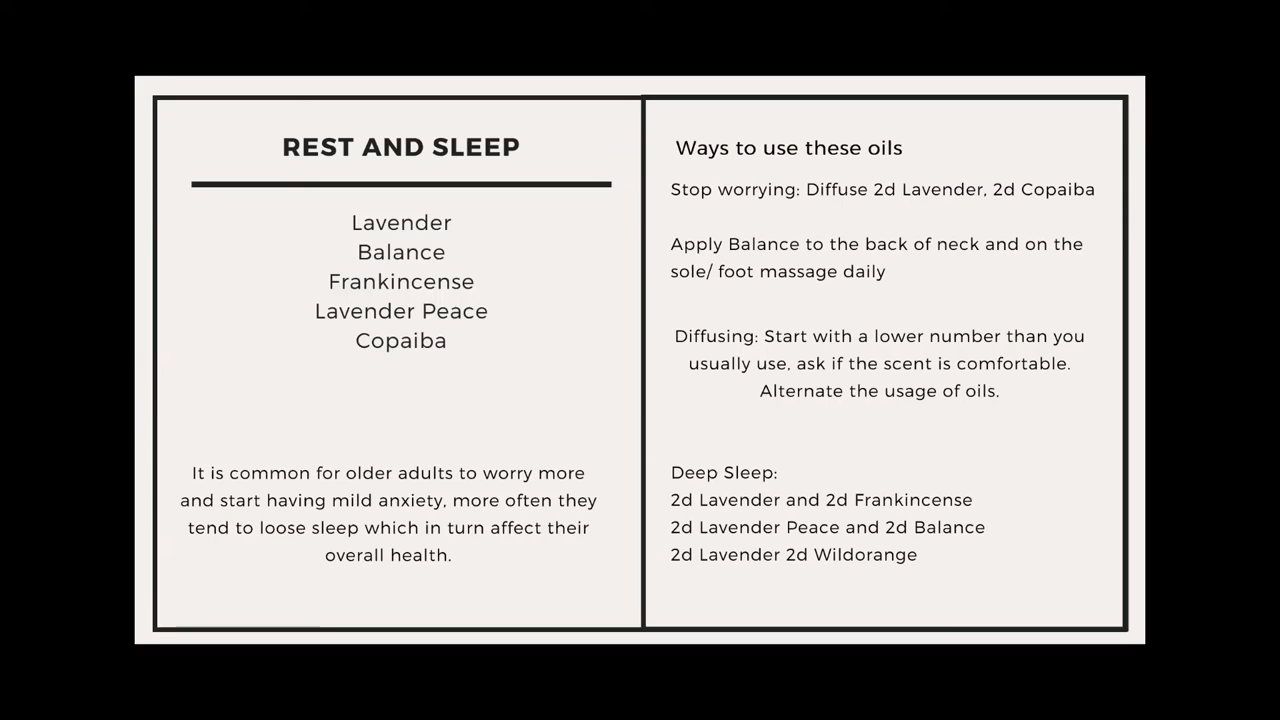 REST AND SLEEP
Lavender
Balance
Frankincense
Lavender Peace
Copaiba
It is common for older adults to worry more
and start having mild anxiety, more often they
tend to loose sleep which in turn affect their
overall health.
Ways to use these oils
Stop worrying: Diffuse 2d Lavender, 2d Copaiba
Apply Balance to the back of neck and on the
sole/ foot massage daily
Diffusing: Start with a lower number than you
usually use, ask if the scent is comfortable.
Alternate the usage of oils.
Deep Sleep:
2d Lavender and 2d Frankincense
2d Lavender Peace and 2d Balance
2d Lavender 2d Wildorange